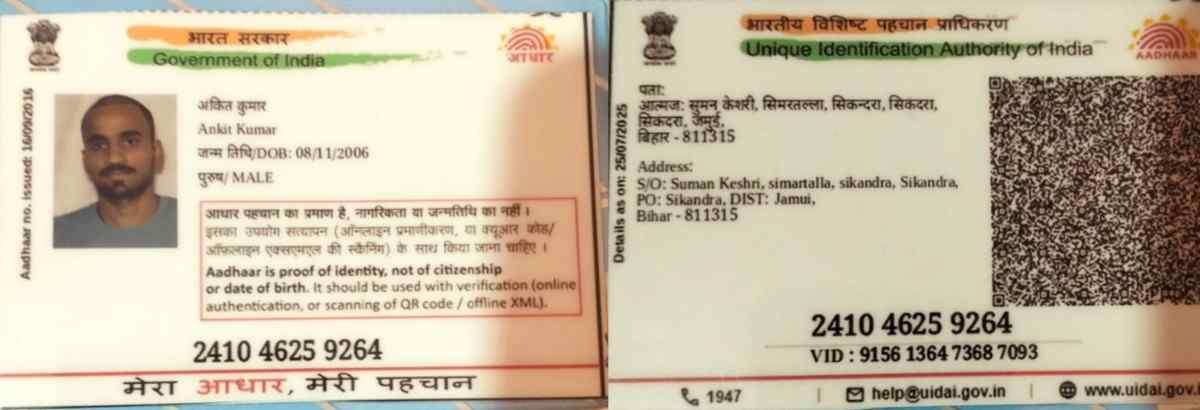 भारत सरकार
Government of India
आधार
Aadhaar no. issued: 16/09/2016
अंकित कुमार
Ankit Kumar
जन्म तिथि/DOB: 08/11/2006
पुरुष/ MALE
आधार पहचान का प्रमाण है, नागरिकता या जन्मतिथि का नहीं ।
इसका उपयोग सत्यापन (ऑनलाइन प्रमाणीकरण, या क्यूआर कोड/
ऑफलाइन एक्सएमएल की स्कैनिंग) के साथ किया जाना चाहिए ।
Aadhaar is proof of identity, not of citizenship
or date of birth. It should be used with verification (online
authentication, or scanning of QR code / offline XML).
2410 4625 9264
मेरा आधार, मेरी पहचान
भारतीय विशिष्ट पहचान प्राधिकरण
Unique Identification Authority of India
AADHAAR
Details as on: 25/07/2025
पता:
आत्मज: सुमन केशरी, सिमरतल्ला, सिकन्दरा, सिकंदरा,
सिकंदरा, जमुई,
बिहार - 811315
Address:
S/O: Suman Keshri, simartalla, sikandra, Sikandra,
PO: Sikandra, DIST: Jamui,
Bihar - 811315
2410 4625 9264
VID : 9156 1364 7368 7093
1947
help@uidai.gov.in
www.uidai.gov.i